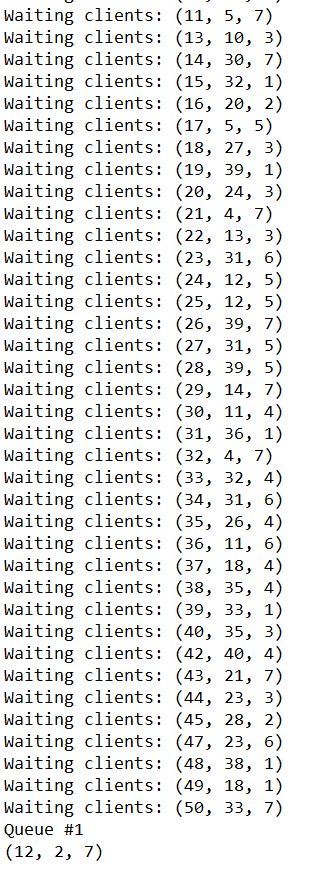 Waiting clients: (11, 5, 7)
Waiting clients: (13, 10, 3)
Waiting clients: (14, 30, 7)
Waiting clients: (15, 32, 1)
Waiting clients: (16, 20, 2)
Waiting clients: (17, 5, 5)
Waiting clients: (18, 27, 3)
Waiting clients: (19, 39, 1)
Waiting clients: (20, 24, 3)
Waiting clients: (21, 4, 7)
Waiting clients: (22, 13, 3)
Waiting clients: (23, 31, 6)
Waiting clients: (24, 12, 5)
Waiting clients: (25, 12, 5)
Waiting clients: (26, 39, 7)
Waiting clients: (27, 31, 5)
Waiting clients: (28, 39, 5)
Waiting clients: (29, 14, 7)
Waiting clients: (30, 11, 4)
Waiting clients: (31, 36, 1)
Waiting clients: (32, 4, 7)
Waiting clients: (33, 32, 4)
Waiting clients: (34, 31, 6)
Waiting clients: (35, 26, 4)
Waiting clients: (36, 11, 6)
Waiting clients: (37, 18, 4)
Waiting clients: (38, 35, 4)
Waiting clients: (39, 33, 1)
Waiting clients: (40, 35, 3)
Waiting clients: (42, 40, 4)
Waiting clients: (43, 21, 7)
Waiting clients: (44, 23, 3)
Waiting clients: (45, 28, 2)
Waiting clients: (47, 23, 6)
Waiting clients: (48, 38, 1)
Waiting clients: (49, 18, 1)
Waiting clients: (50, 33, 7)
Queue #1
(12, 2, 7)